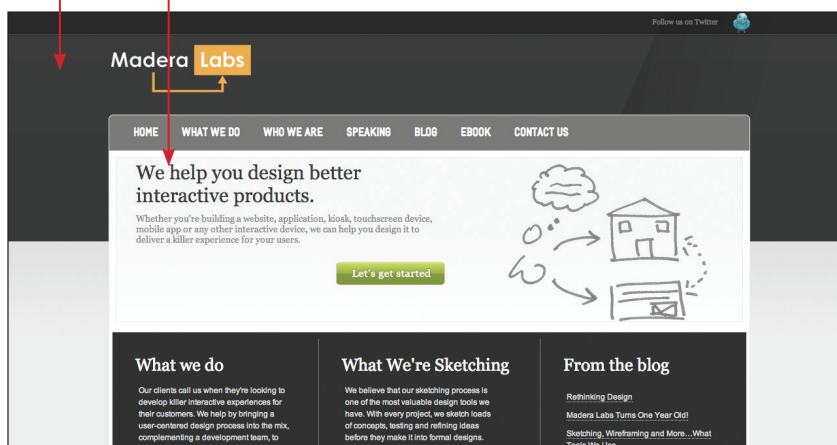 Follow us on Twitter
Madera Labs
HOME WHAT WE DO WHO WE ARE SPEAKING BLOG EBOOK CONTACT US
We help you design better
interactive products.
Whether you're building a website, application, kiosk, touchscreen device,
mobile app or any other interactive device, we can help you design it to
deliver a killer experience for your users.
Let's get started
What we do
Our clients call us when they're looking to
develop killer interactive experiences for
their customers. We help by bringing a
user-centered design process into the mix,
complementing a development team, to
What We're Sketching
We believe that our sketching process is
one of the most valuable design tools we
have. With every project, we sketch loads
of concepts, testing and refining ideas
before they make it into formal designs.
From the blog
Rethinking Design
Madera Labs Turns One Year Old!
Sketching, Wireframing and More...What
Tools We Use